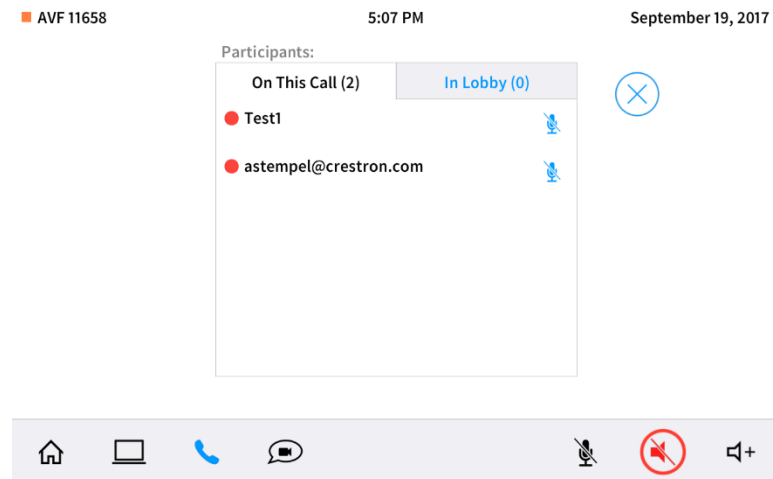 AVF 11658 5:07 PM September 19, 2017
Participants:
On This Call (2) In Lobby (0)
Test1
astempel@crestron.com